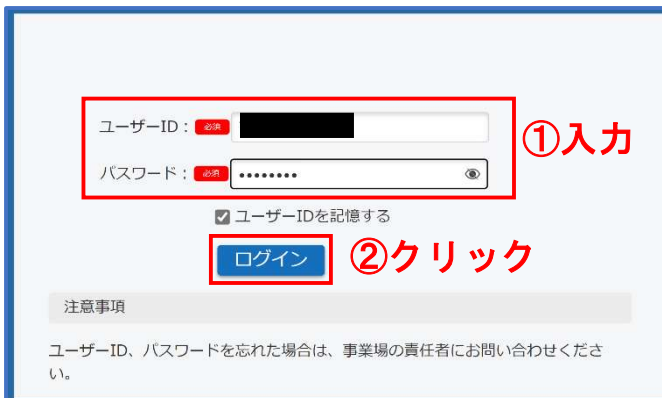 ユーザーID： 必須
①入力
パスワード： 必須 ••••••••
ユーザーIDを記憶する
ログイン ②クリック
注意事項
ユーザーID、パスワードを忘れた場合は、事業場の責任者にお問い合わせくださ
い。